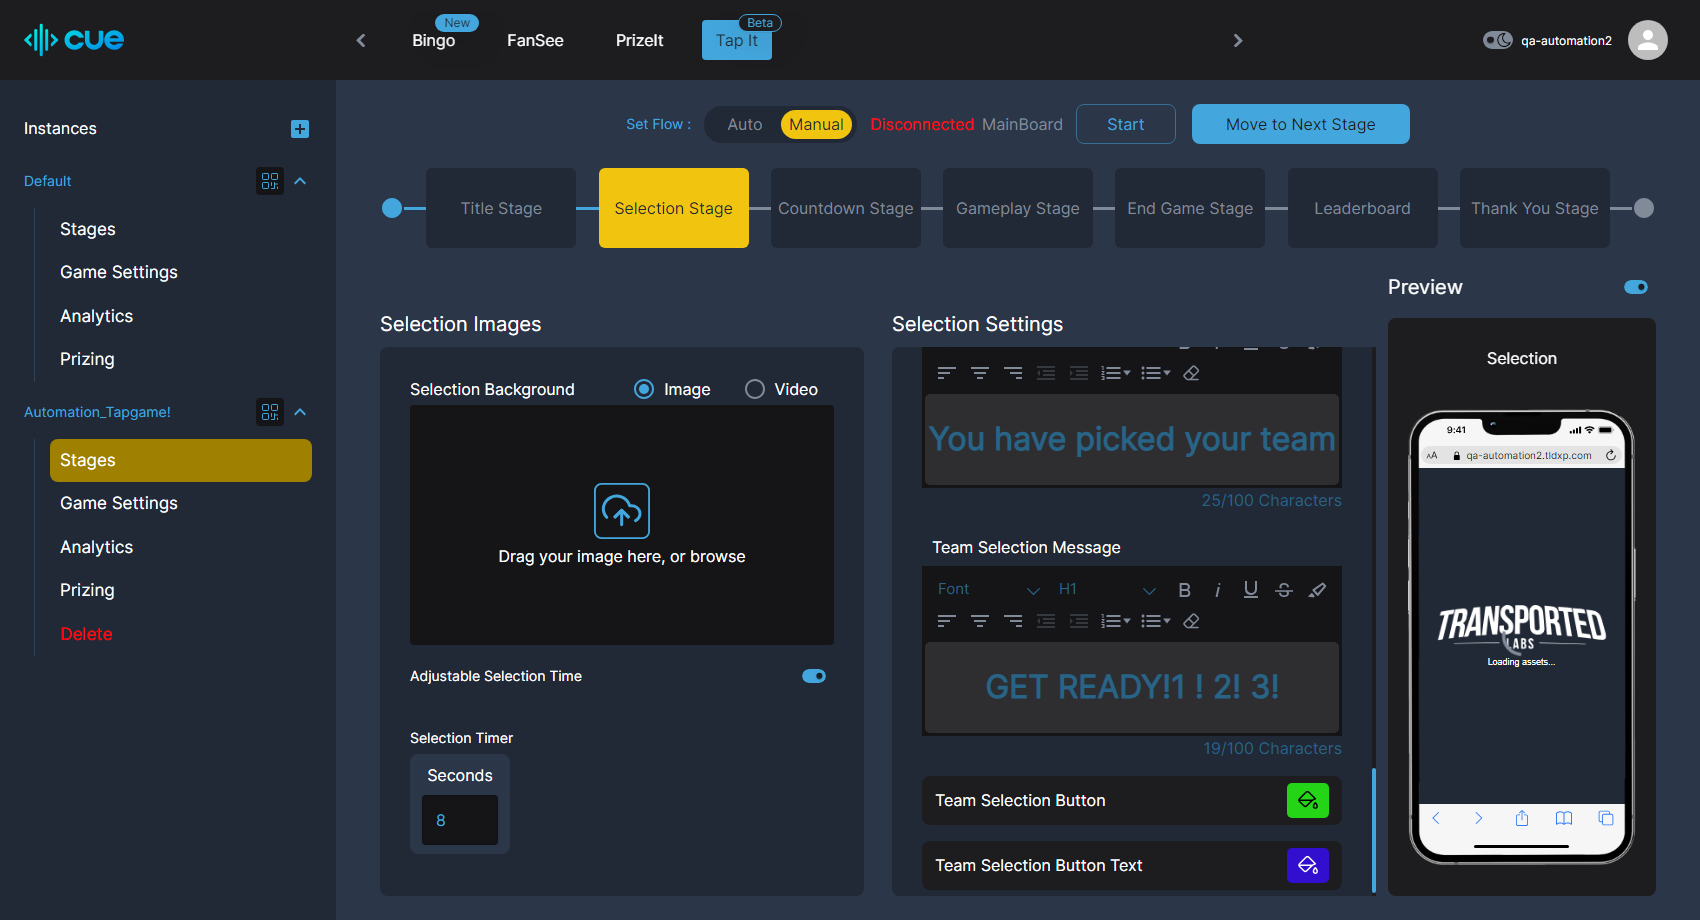 cue
Bingo
New
FanSee
PrizeIt
Tap It
Beta
qa-automation2
Instances
Default
Stages
Game Settings
Analytics
Prizing
Automation_Tapgame!
Stages
Game Settings
Analytics
Prizing
Delete
Set Flow :
Auto
Manual
Disconnected MainBoard
Start
Move to Next Stage
Title Stage
Selection Stage
Countdown Stage
Gameplay Stage
End Game Stage
Leaderboard
Thank You Stage
Selection Images
Selection Background
Image
Video
Drag your image here, or browse
Adjustable Selection Time
Selection Timer
Seconds
8
Selection Settings
You have picked your team
25/100 Characters
Team Selection Message
Font
H1
B i U S
GET READY!1 ! 2! 3!
19/100 Characters
Team Selection Button
Team Selection Button Text
Preview
Selection
9:41
AA
qa-automation2.tldxp.com
TRANSPORTED
LABS
Loading assets...